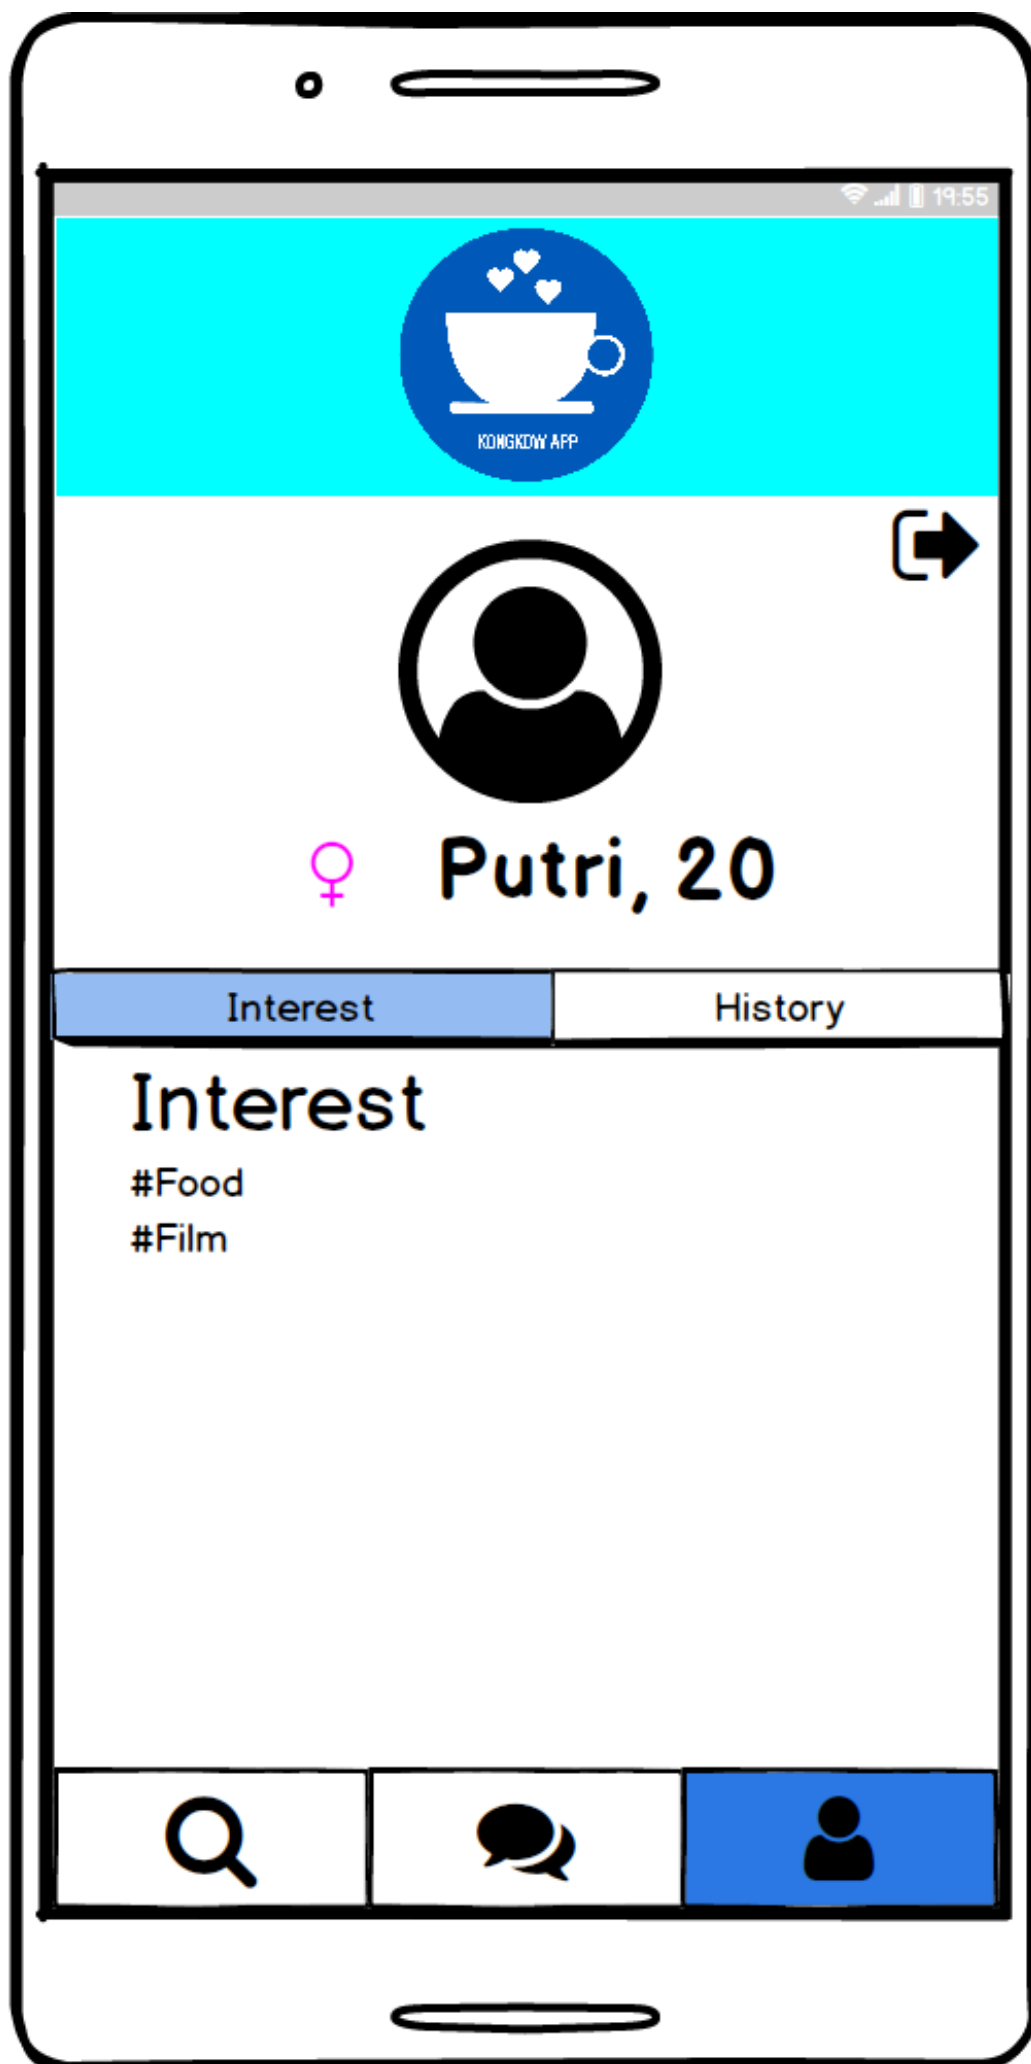 19:55
KONGKOW APP
Putri, 20
Interest
History
Interest
#Food
#Film